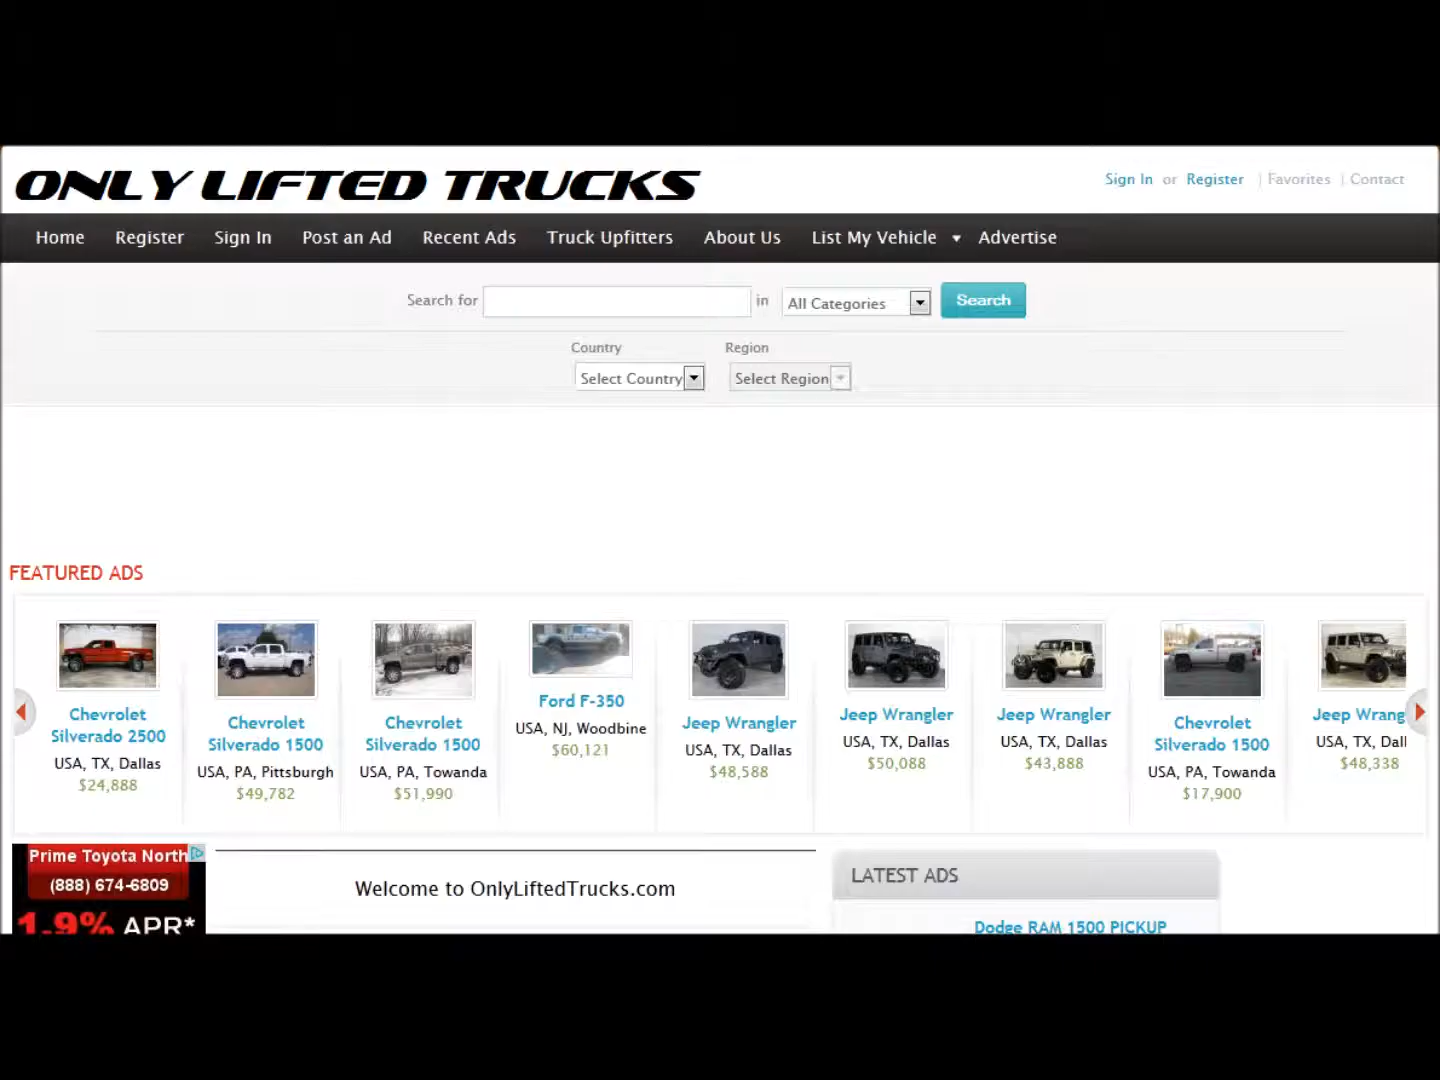 ONLY LIFTED TRUCKS
Sign In or Register | Favorites | Contact
Home Register Sign In Post an Ad Recent Ads Truck Upfitters About Us List My Vehicle Advertise
Search for in All Categories Search
Country Region
Select Country Select Region
FEATURED ADS
Chevrolet
Silverado 2500
USA, TX, Dallas
$24,888
Chevrolet
Silverado 1500
USA, PA, Pittsburgh
$49,782
Chevrolet
Silverado 1500
USA, PA, Towanda
$51,990
Ford F-350
USA, NJ, Woodbine
$60,121
Jeep Wrangler
USA, TX, Dallas
$48,588
Jeep Wrangler
USA, TX, Dallas
$50,088
Jeep Wrangler
USA, TX, Dallas
$43,888
Chevrolet
Silverado 1500
USA, PA, Towanda
$17,900
Jeep Wrang
USA, TX, Dall
$48,338
Prime Toyota North
(888) 674-6809
1.9% APR*
Welcome to OnlyLiftedTrucks.com
LATEST ADS
Dodge RAM 1500 PICKUP